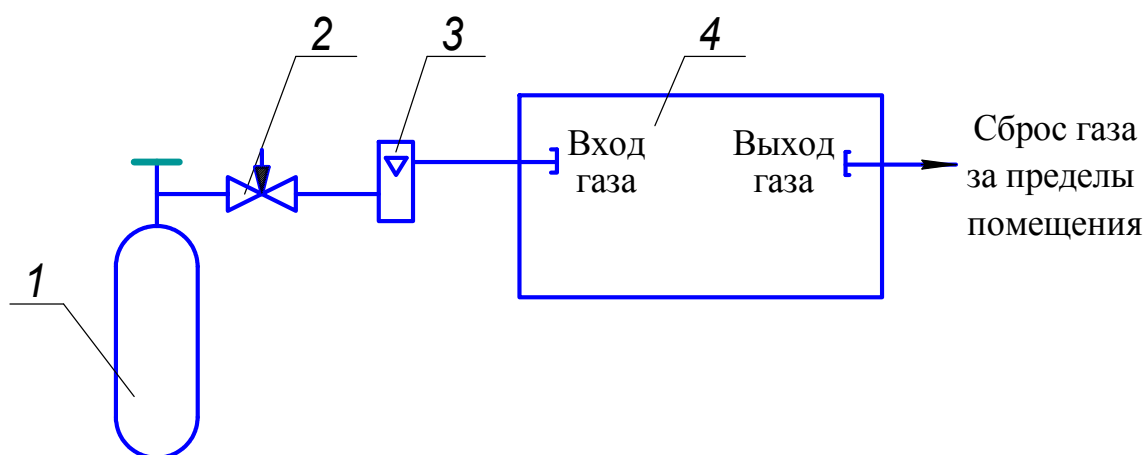 2
3
4
Вход
газа
Выход
газа
Сброс газа
за пределы
помещения
1